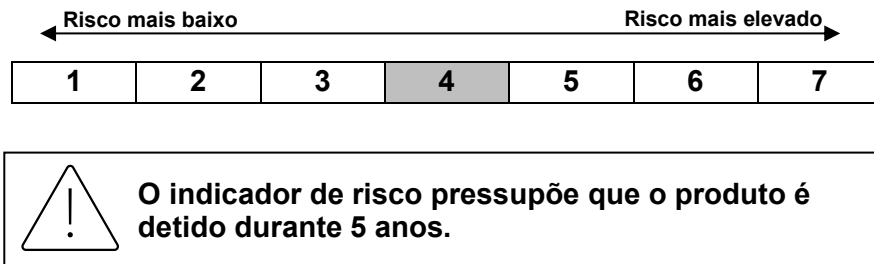 Risco mais baixo Risco mais elevado
1 2 3 4 5 6 7
O indicador de risco pressupõe que o produto é
detido durante 5 anos.